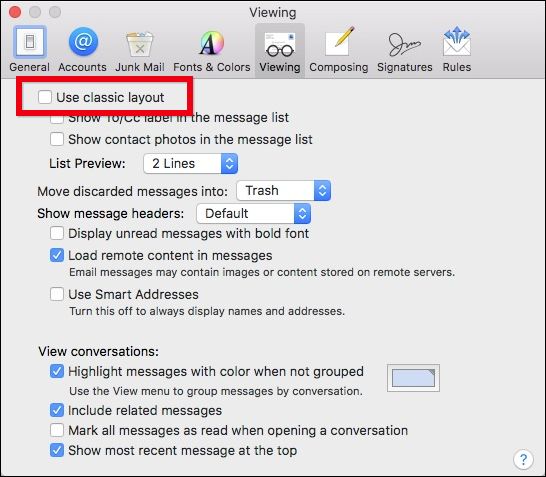 Viewing
General Accounts Junk Mail Fonts & Colors Viewing Composing Signatures Rules
Use classic layout
Show To/Cc label in the message list
Show contact photos in the message list
List Preview: 2 Lines
Move discarded messages into: Trash
Show message headers: Default
Display unread messages with bold font
Load remote content in messages
Email messages may contain images or content stored on remote servers.
Use Smart Addresses
Turn this off to always display names and addresses.
View conversations:
Highlight messages with color when not grouped
Use the View menu to group messages by conversation.
Include related messages
Mark all messages as read when opening a conversation
Show most recent message at the top
?